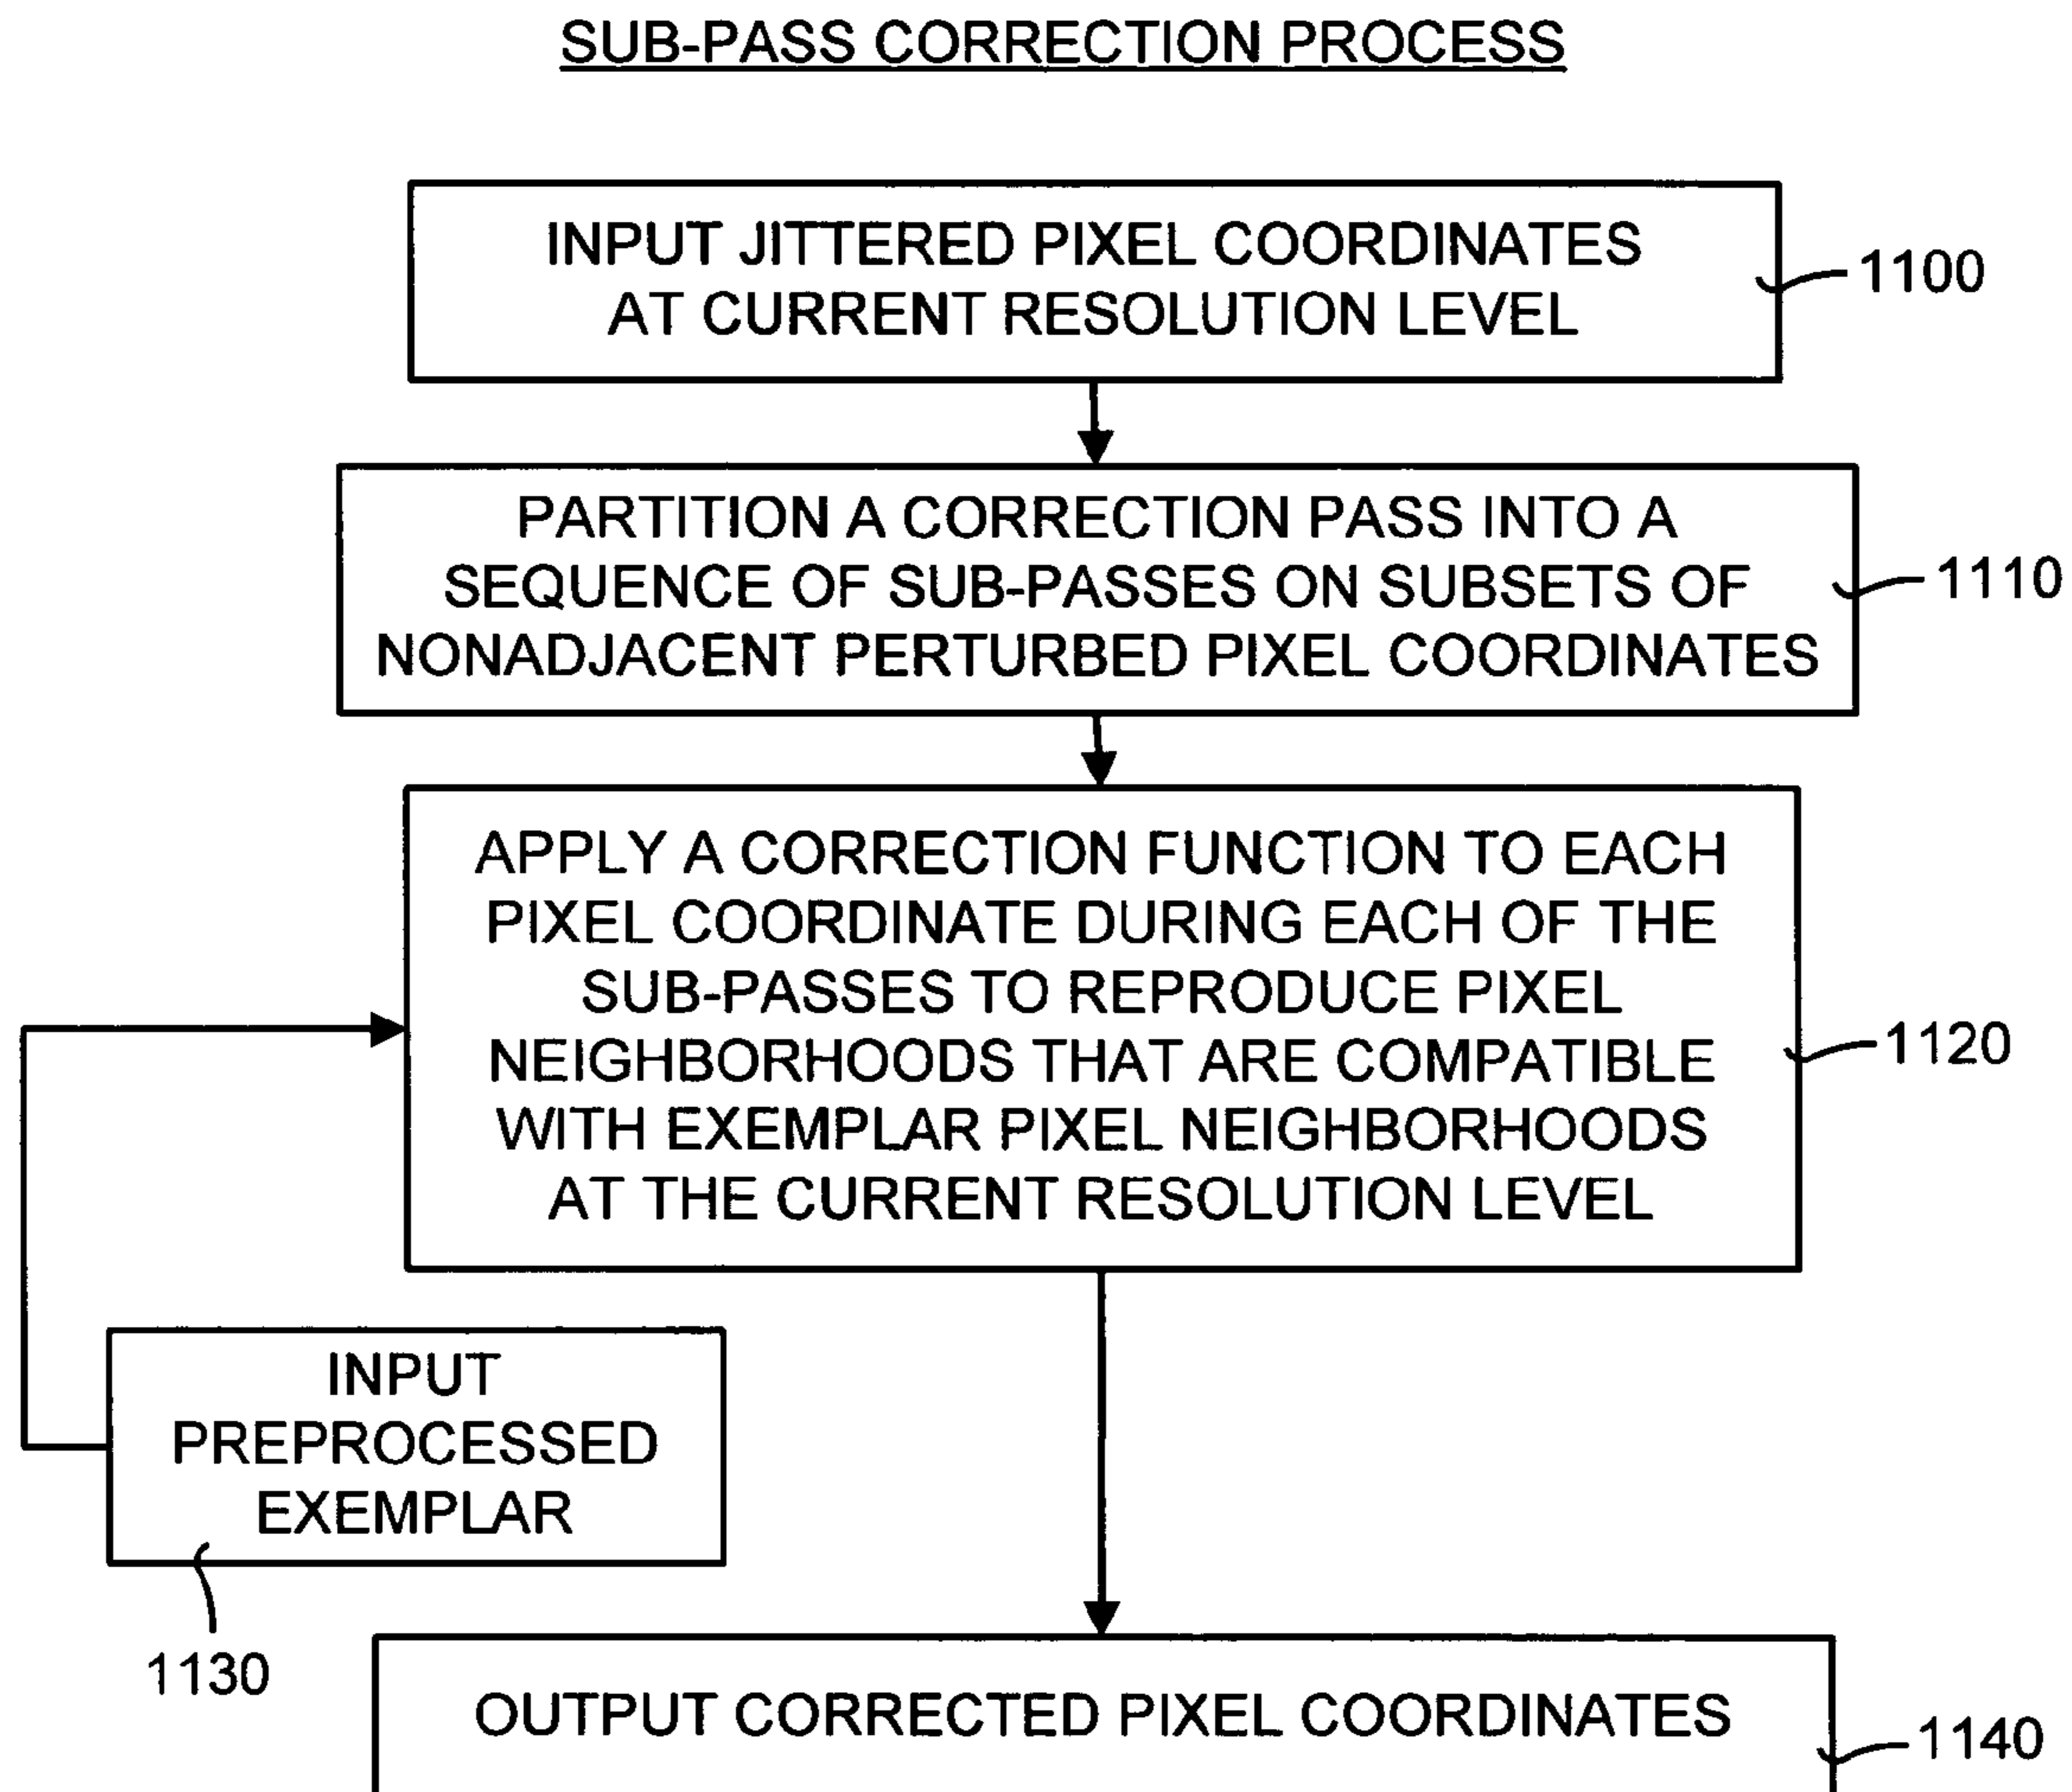 SUB-PASS CORRECTION PROCESS
INPUT JITTERED PIXEL COORDINATES
AT CURRENT RESOLUTION LEVEL
1100
PARTITION A CORRECTION PASS INTO A
SEQUENCE OF SUB-PASSES ON SUBSETS OF
NONADJACENT PERTURBED PIXEL COORDINATES
1110
APPLY A CORRECTION FUNCTION TO EACH
PIXEL COORDINATE DURING EACH OF THE
SUB-PASSES TO REPRODUCE PIXEL
NEIGHBORHOODS THAT ARE COMPATIBLE
WITH EXEMPLAR PIXEL NEIGHBORHOODS
AT THE CURRENT RESOLUTION LEVEL
1120
INPUT
PREPROCESSED
EXEMPLAR
1130
OUTPUT CORRECTED PIXEL COORDINATES
1140